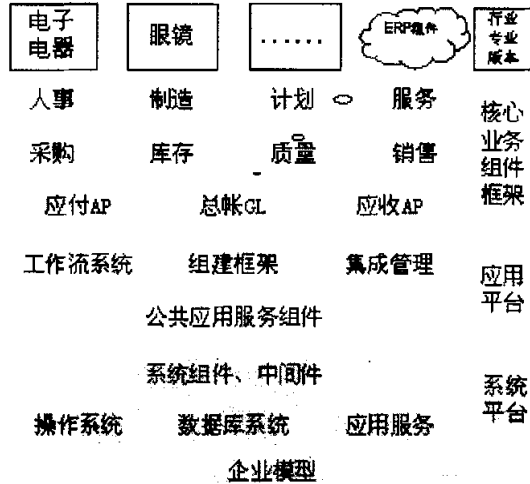 电子电器 眼镜 ...... ERP组件 行业专业版本
人事 制造 计划 服务
采购 库存 质量 销售
核心业务组件框架
应付AP 总帐GL 应收AP
工作流系统 组建框架 集成管理
应用平台
公共应用服务组件
系统组件、中间件
系统平台
操作系统 数据库系统 应用服务
企业模型